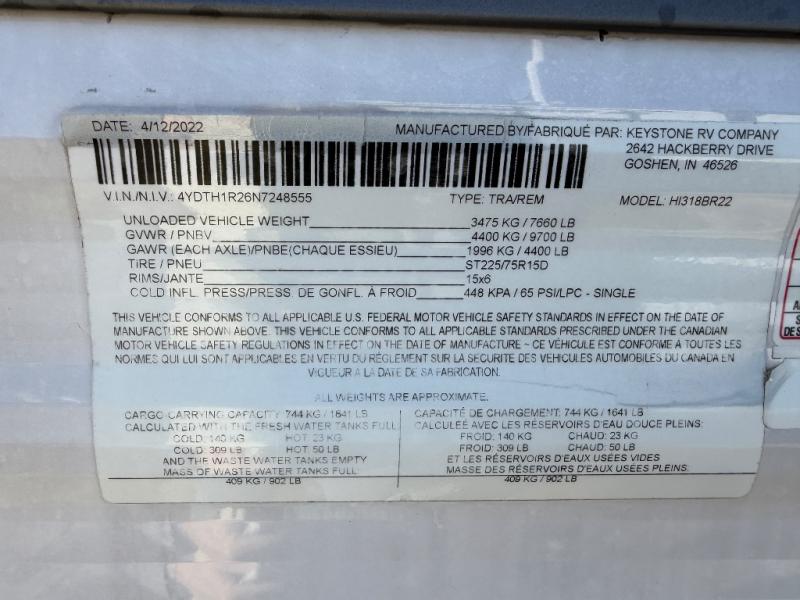 DATE: 4/12/2022 MANUFACTURED BY/FABRIQUÉ PAR: KEYSTONE RV COMPANY
2642 HACKBERRY DRIVE
GOSHEN, IN 46526
V.I.N./N.I.V.: 4YDTH1R26N7248555 TYPE: TRA/REM MODEL: HI318BR22
UNLOADED VEHICLE WEIGHT 3475 KG / 7660 LB
GVWR / PNBV 4400 KG / 9700 LB
GAWR (EACH AXLE)/PNBE(CHAQUE ESSIEU) 1996 KG / 4400 LB
TIRE / PNEU ST225/75R15D
RIMS/JANTE 15x6
COLD INFL. PRESS/PRESS. DE GONFL. À FROID 448 KPA / 65 PSI/LPC - SINGLE
THIS VEHICLE CONFORMS TO ALL APPLICABLE U.S. FEDERAL MOTOR VEHICLE SAFETY STANDARDS IN EFFECT ON THE DATE OF
MANUFACTURE SHOWN ABOVE. THIS VEHICLE CONFORMS TO ALL APPLICABLE STANDARDS PRESCRIBED UNDER THE CANADIAN
MOTOR VEHICLE SAFETY REGULATIONS IN EFFECT ON THE DATE OF MANUFACTURE ~ CE VÉHICULE EST CONFORME À TOUTES LES
NORMES QUI LUI SONT APPLICABLES EN VERTU DU RÉGLEMENT SUR LA SÉCURITÉ DES VÉHICULES AUTOMOBILES DU CANADA EN
VIGUEUR A LA DATE DE SA FABRICATION.
ALL WEIGHTS ARE APPROXIMATE.
CARGO-CARRYING CAPACITY 744 KG / 1641 LB
CALCULATED WITH THE FRESH WATER TANKS FULL
COLD: 140 KG HOT: 23 KG
COLD: 309 LB HOT: 50 LB
AND THE WASTE WATER TANKS EMPTY
MASS OF WASTE WATER TANKS FULL:
409 KG / 902 LB
CAPACITÉ DE CHARGEMENT: 744 KG / 1641 LB
CALCULÉE AVEC LES RÉSERVOIRS D'EAU DOUCE PLEINS:
FROID: 140 KG CHAUD: 23 KG
FROID: 309 LB CHAUD: 50 LB
ET LES RÉSERVOIRS D'EAUX USÉES VIDES
MASSE DES RÉSERVOIRS D'EAUX USÉES PLEINS:
409 KG / 902 LB